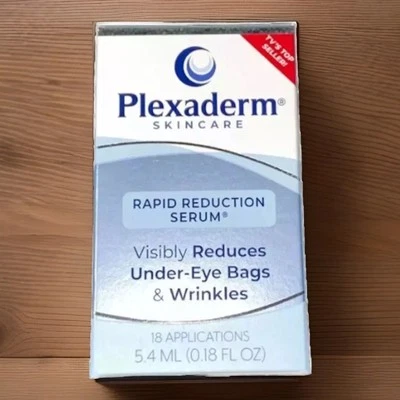 TV'S TOP
SELLER!
Plexaderm®
SKINCARE
RAPID REDUCTION
SERUM®
Visibly Reduces
Under-Eye Bags
& Wrinkles
18 APPLICATIONS
5.4 ML (0.18 FL OZ)